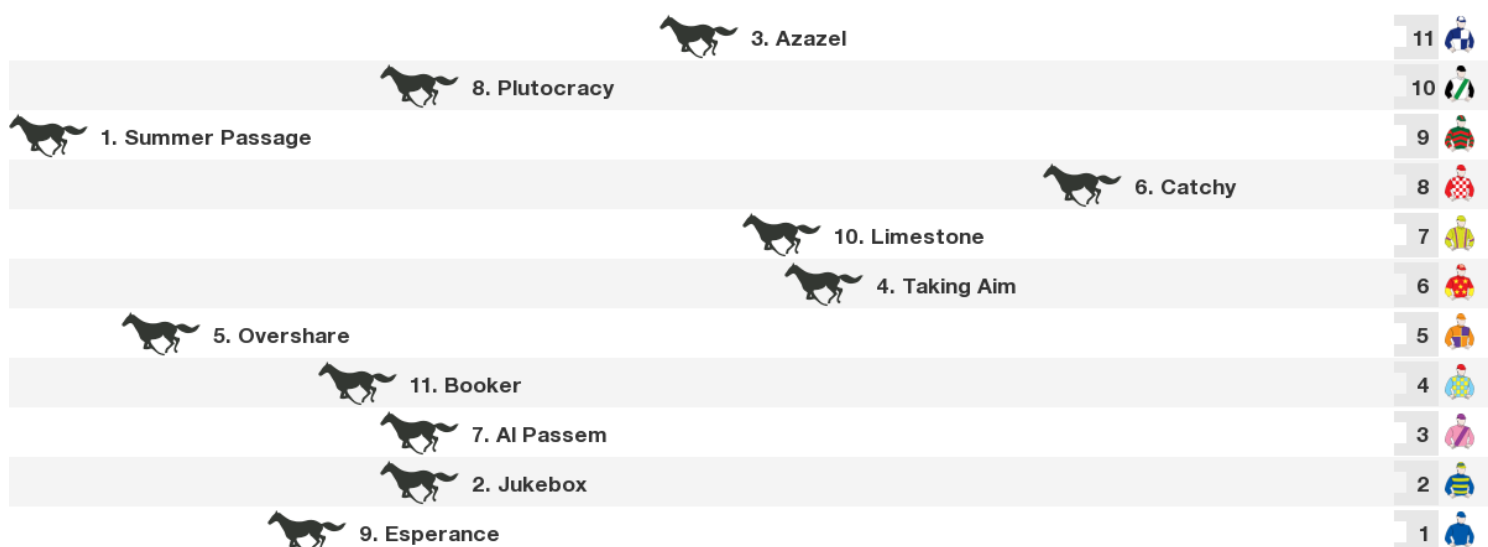 3. Azazel 11
8. Plutocracy 10
1. Summer Passage 9
6. Catchy 8
10. Limestone 7
4. Taking Aim 6
5. Overshare 5
11. Booker 4
7. Al Passem 3
2. Jukebox 2
9. Esperance 1